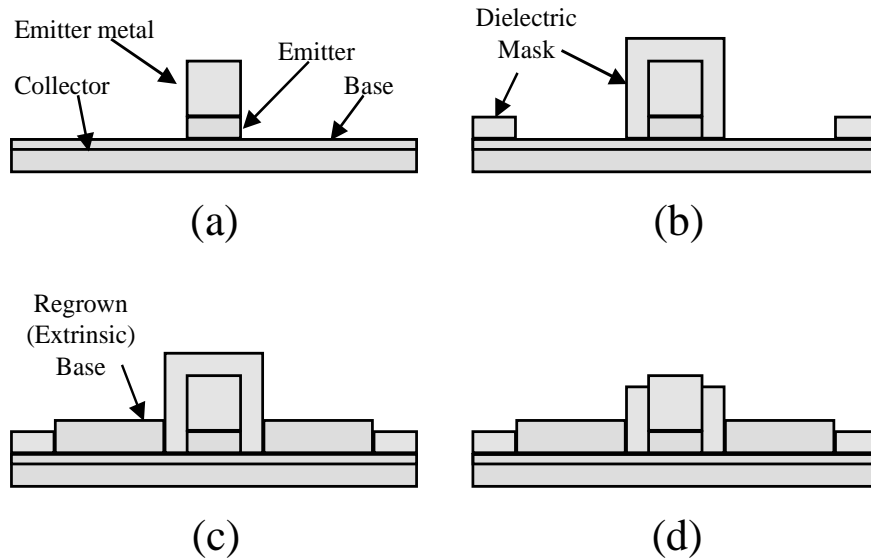 Emitter metal
Emitter
Collector
Base
(a)
Dielectric
Mask
(b)
Regrown
(Extrinsic)
Base
(c)
(d)